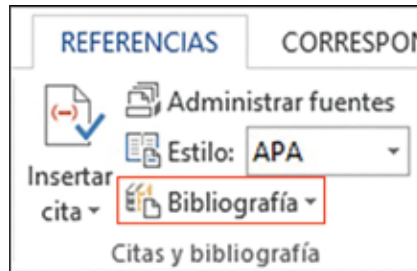 REFERENCIAS CORRESPON
Administrar fuentes
Estilo: APA
Insertar
cita
Bibliografía
Citas y bibliografía